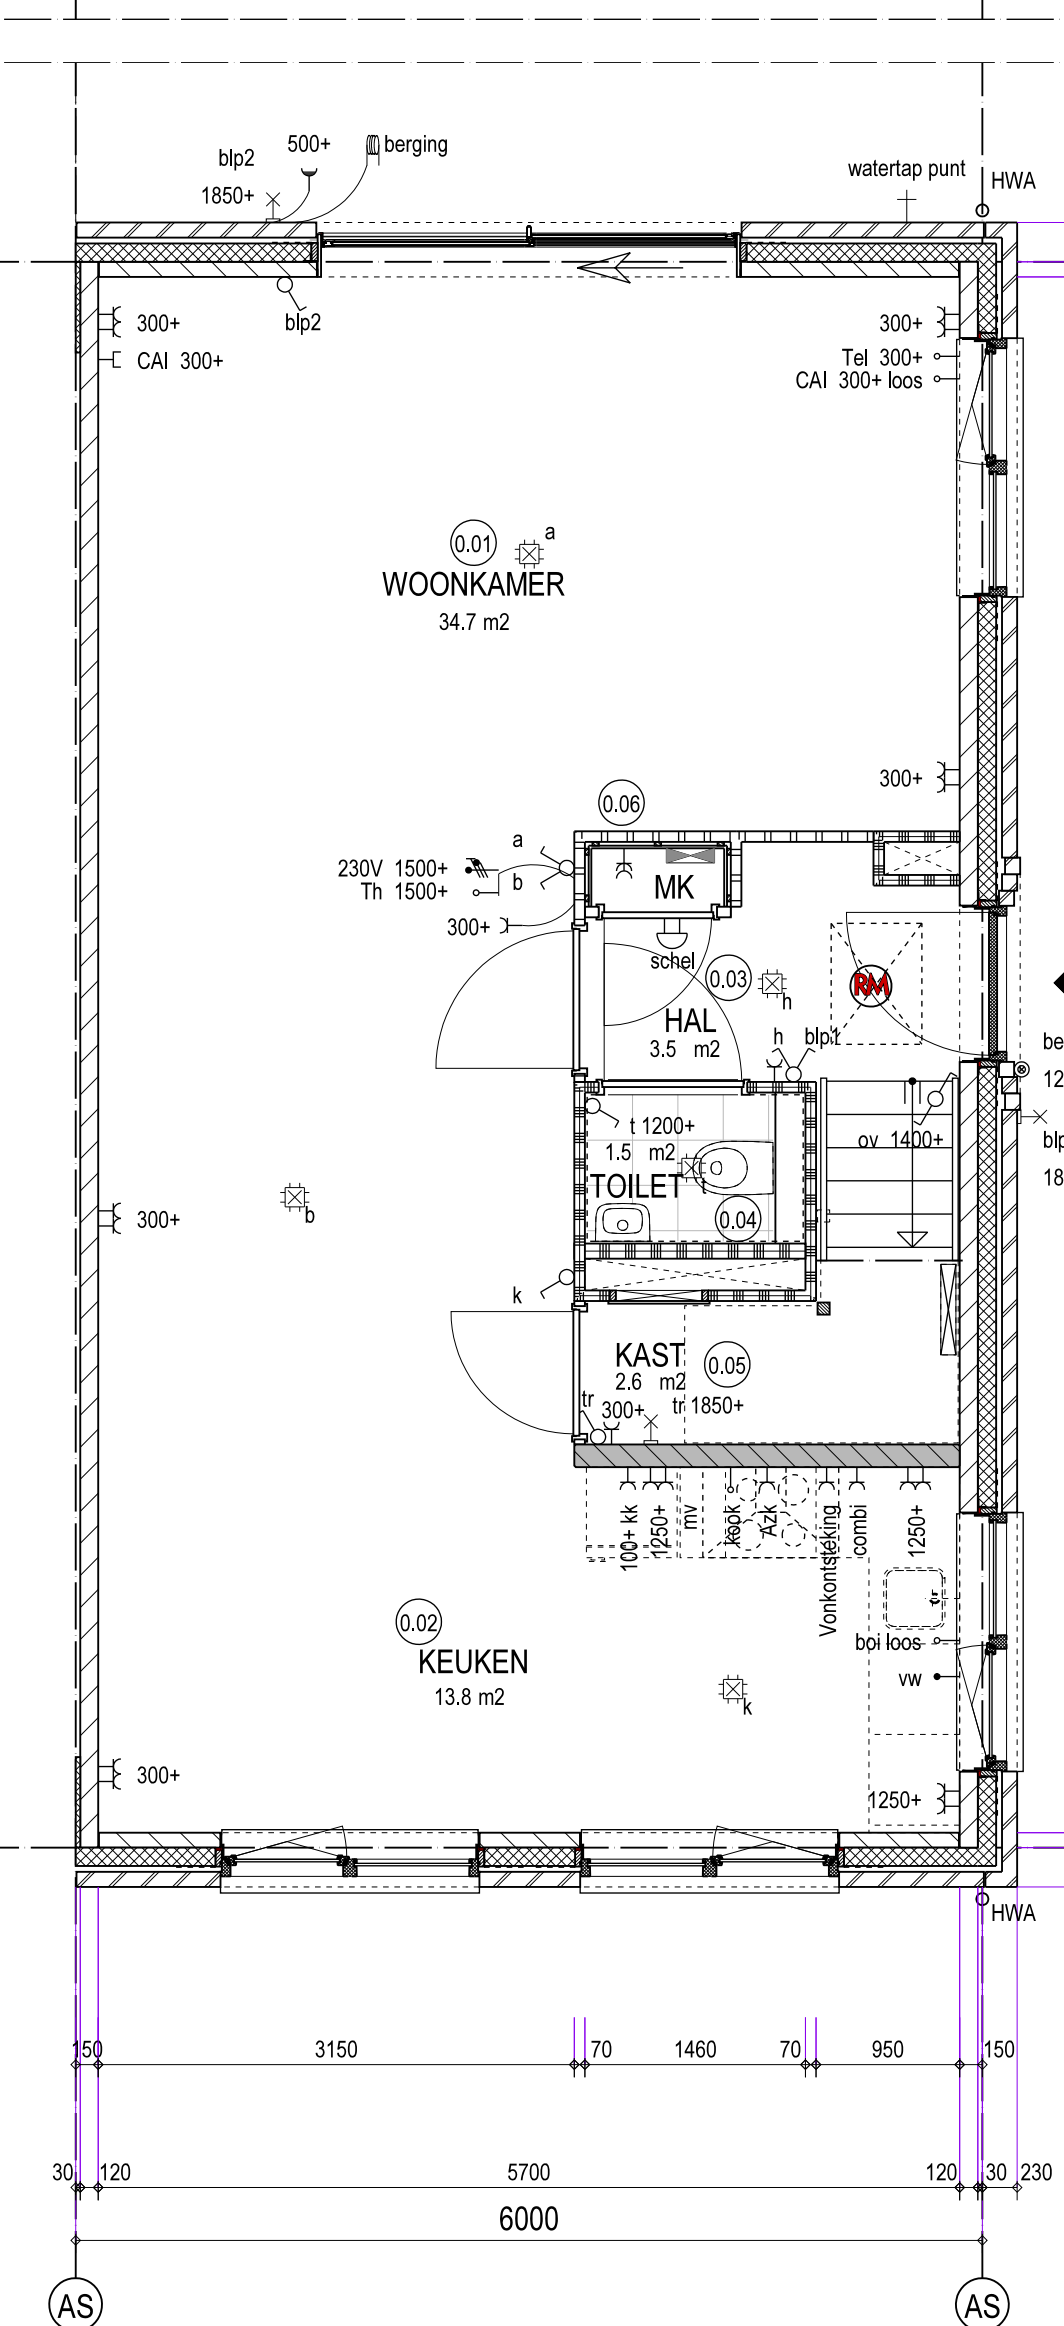 500+
berging
blp2
1850+
watertap punt
HWA
blp2
300+
300+
CAI 300+
Tel 300+
CAI 300+ loos
0.01
a
WOONKAMER
34.7 m2
300+
0.06
a
230V 1500+
b
Th 1500+
MK
300+
schel
0.03
RM
h
HAL
3.5 m2
h
blp1
be
12
t 1200+
ov 1400+
blp
1.5 m2
18
TOILET
t
0.04
300+
b
k
KAST
0.05
2.6 m2
tr
300+
tr 1850+
100+ kk
1250+
mv
kook
Azk
Vonkontsteking
combi
1250+
0.02
KEUKEN
13.8 m2
boi loos
vw
k
300+
1250+
HWA
150
3150
70
1460
70
950
150
30
120
5700
120
30
230
6000
AS
AS